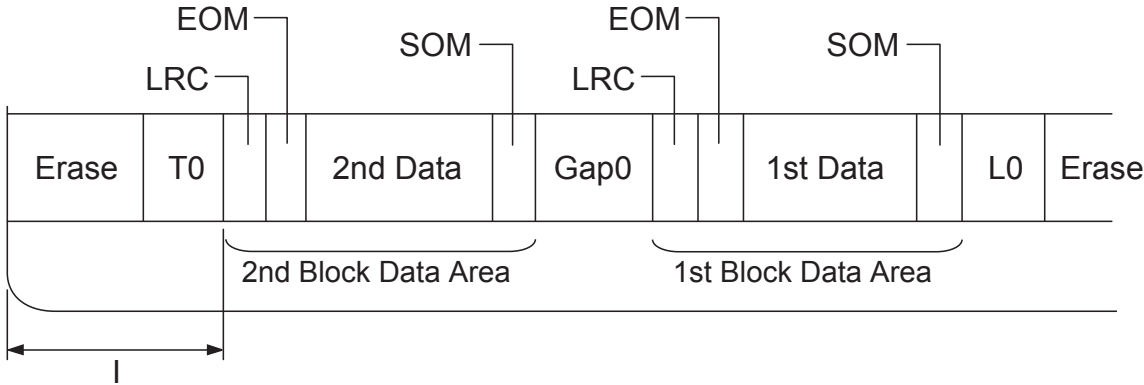 EOM
SOM
LRC
EOM
SOM
LRC
Erase
T0
2nd Data
Gap0
1st Data
L0
Erase
2nd Block Data Area
1st Block Data Area
l